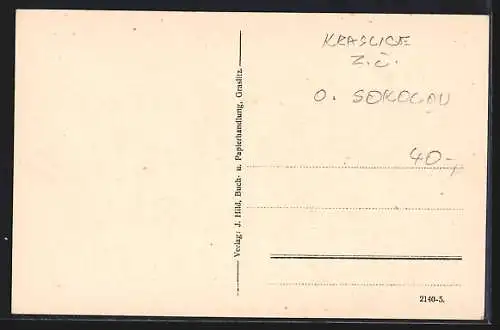 Verlag: J. Hild, Buch- u. Papierhandlung, Graslitz.
KRASLICE
Z. Č.
O. SOKOLOV
40,-
2140-5.